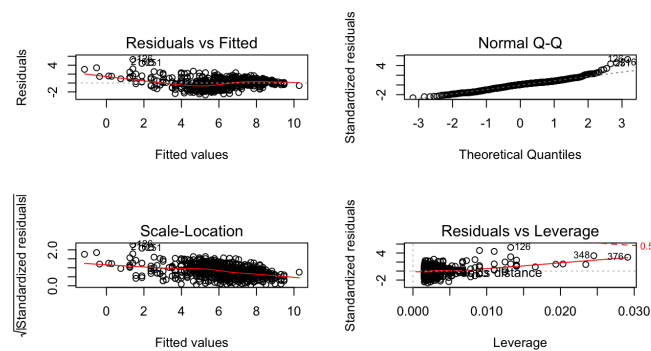 Residuals vs Fitted
Residuals
4
-2
0 2 4 6 8 10
Fitted values
Normal Q-Q
Standardized residuals
4
-2
-3 -2 -1 0 1 2 3
Theoretical Quantiles
Scale-Location
√|Standardized residuals|
2.0
0.0
251
0 2 4 6 8 10
Fitted values
Residuals vs Leverage
Standardized residuals
4
-2
126
348
376
0.5
distance
0.000 0.010 0.020 0.030
Leverage